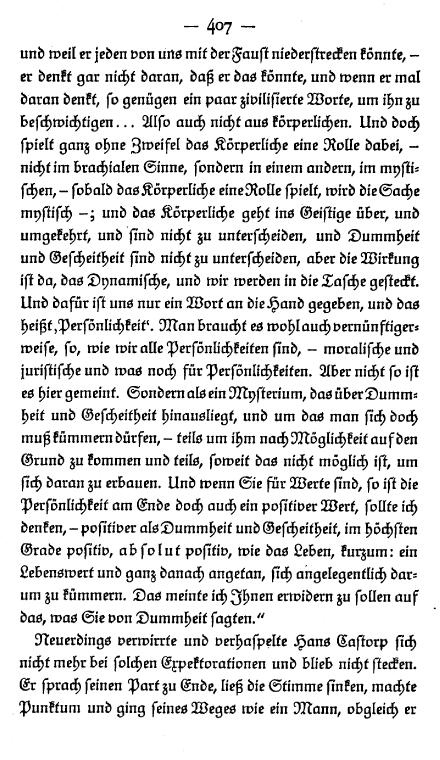 — 407 —
und weil er jeden von uns mit der Faust niederstrecken könnte, –
er denkt gar nicht daran, daß er das könnte, und wenn er mal
daran denkt, so genügen ein paar zivilisierte Worte, um ihn zu
beschwichtigen... Also auch nicht aus körperlichen. Und doch
spielt ganz ohne Zweifel das Körperliche eine Rolle dabei, –
nicht im brachialen Sinne, sondern in einem andern, im mysti-
schen, – sobald das Körperliche eine Rolle spielt, wird die Sache
mystisch –; und das Körperliche geht ins Geistige über, und
umgekehrt, und sind nicht zu unterscheiden, und Dummheit
und Gescheitheit sind nicht zu unterscheiden, aber die Wirkung
ist da, das Dynamische, und wir werden in die Tasche gesteckt.
Und dafür ist uns nur ein Wort an die Hand gegeben, und das
heißt ‚Persönlichkeit‘. Man braucht es wohl auch vernünftiger-
weise, so, wie wir alle Persönlichkeiten sind, – moralische und
juristische und was noch für Persönlichkeiten. Aber nicht so ist
es hier gemeint. Sondern als ein Mysterium, das über Dumm-
heit und Gescheitheit hinausliegt, und um das man sich doch
muß kümmern dürfen, – teils um ihm nach Möglichkeit auf den
Grund zu kommen und teils, soweit das nicht möglich ist, um
sich daran zu erbauen. Und wenn Sie für Werte sind, so ist die
Persönlichkeit am Ende doch auch ein positiver Wert, sollte ich
denken, – positiver als Dummheit und Gescheitheit, im höchsten
Grade positiv, absolut positiv, wie das Leben, kurzum: ein
Lebenswert und ganz danach angetan, sich angelegentlich dar-
um zu kümmern. Das meinte ich Ihnen erwidern zu sollen auf
das, was Sie von Dummheit sagten.“
Neuerdings verwirrte und verhaspelte Hans Castorp sich
nicht mehr bei solchen Expektorationen und blieb nicht stecken.
Er sprach seinen Part zu Ende, ließ die Stimme sinken, machte
Punktum und ging seines Weges wie ein Mann, obgleich er